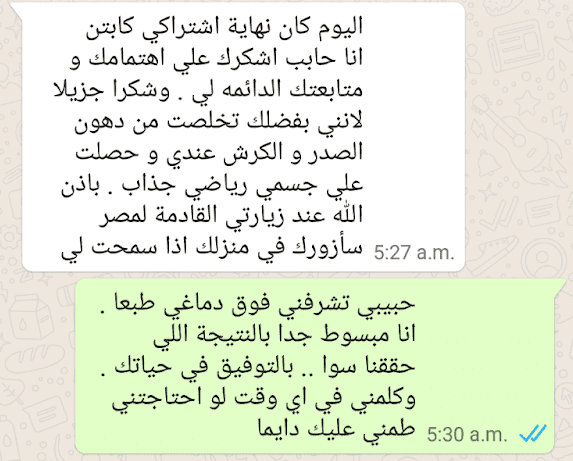 اليوم كان نهاية اشتراكي كابتن
انا حابب اشكرك علي اهتمامك و
متابعتك الدائمه لي . وشكرا جزيلا
لانني بفضلك تخلصت من دهون
الصدر و الكرش عندي و حصلت
علي جسمي رياضي جذاب . باذن
الله عند زيارتي القادمة لمصر
سأزورك في منزلك اذا سمحت لي
5:27 a.m.
حبيبي تشرفني فوق دماغي طبعا .
انا مبسوط جدا بالنتيجة اللي
حققنا سوا .. بالتوفيق في حياتك .
وكلمني في اي وقت لو احتاجتني
طمني عليك دايما
5:30 a.m.